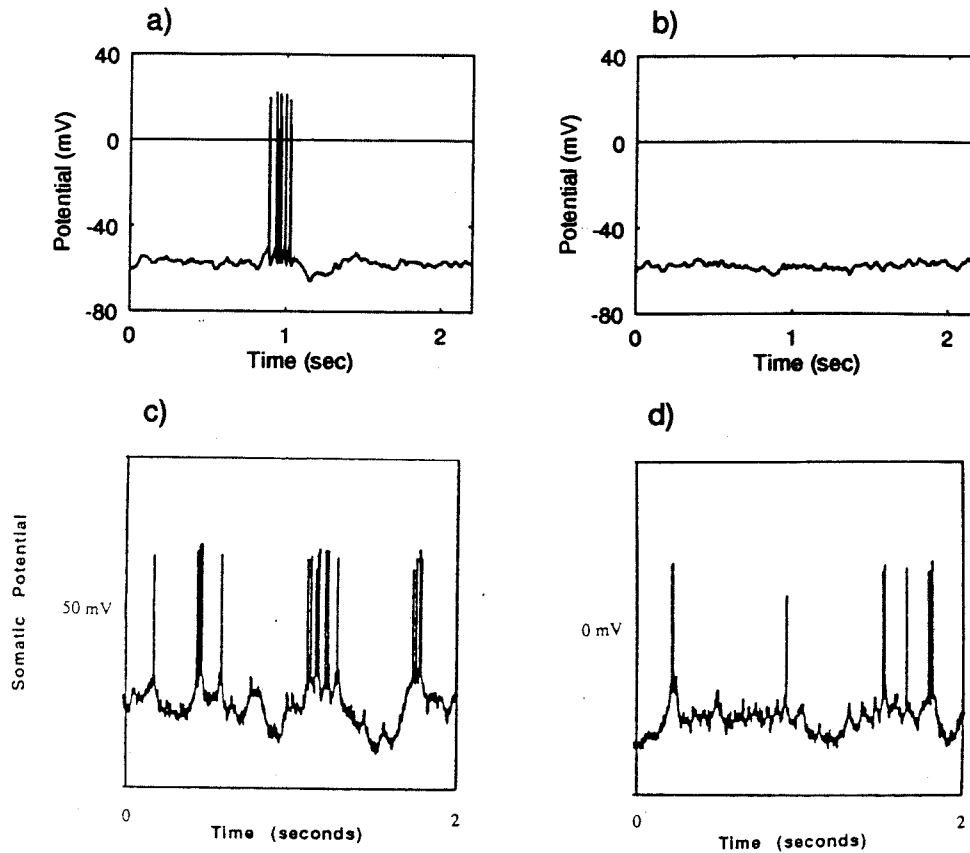 a)
Potential (mV)
40
0
-40
-80
0
1
2
Time (sec)
b)
Potential (mV)
40
0
-40
-80
0
1
2
Time (sec)
c)
Somatic Potential
50 mV
0
2
Time (seconds)
d)
0 mV
0
2
Time (seconds)